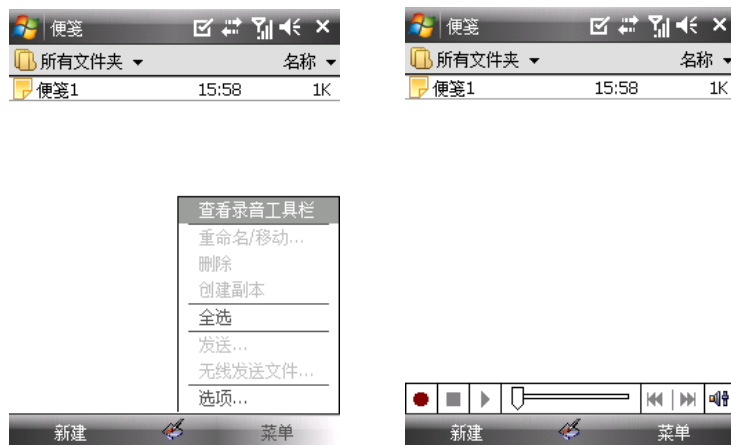 便笺
所有文件夹 名称
便笺1 15:58 1K
查看录音工具栏
重命名/移动...
删除
创建副本
全选
发送...
无线发送文件...
选项...
新建 菜单
便笺
所有文件夹 名称
便笺1 15:58 1K
新建 菜单